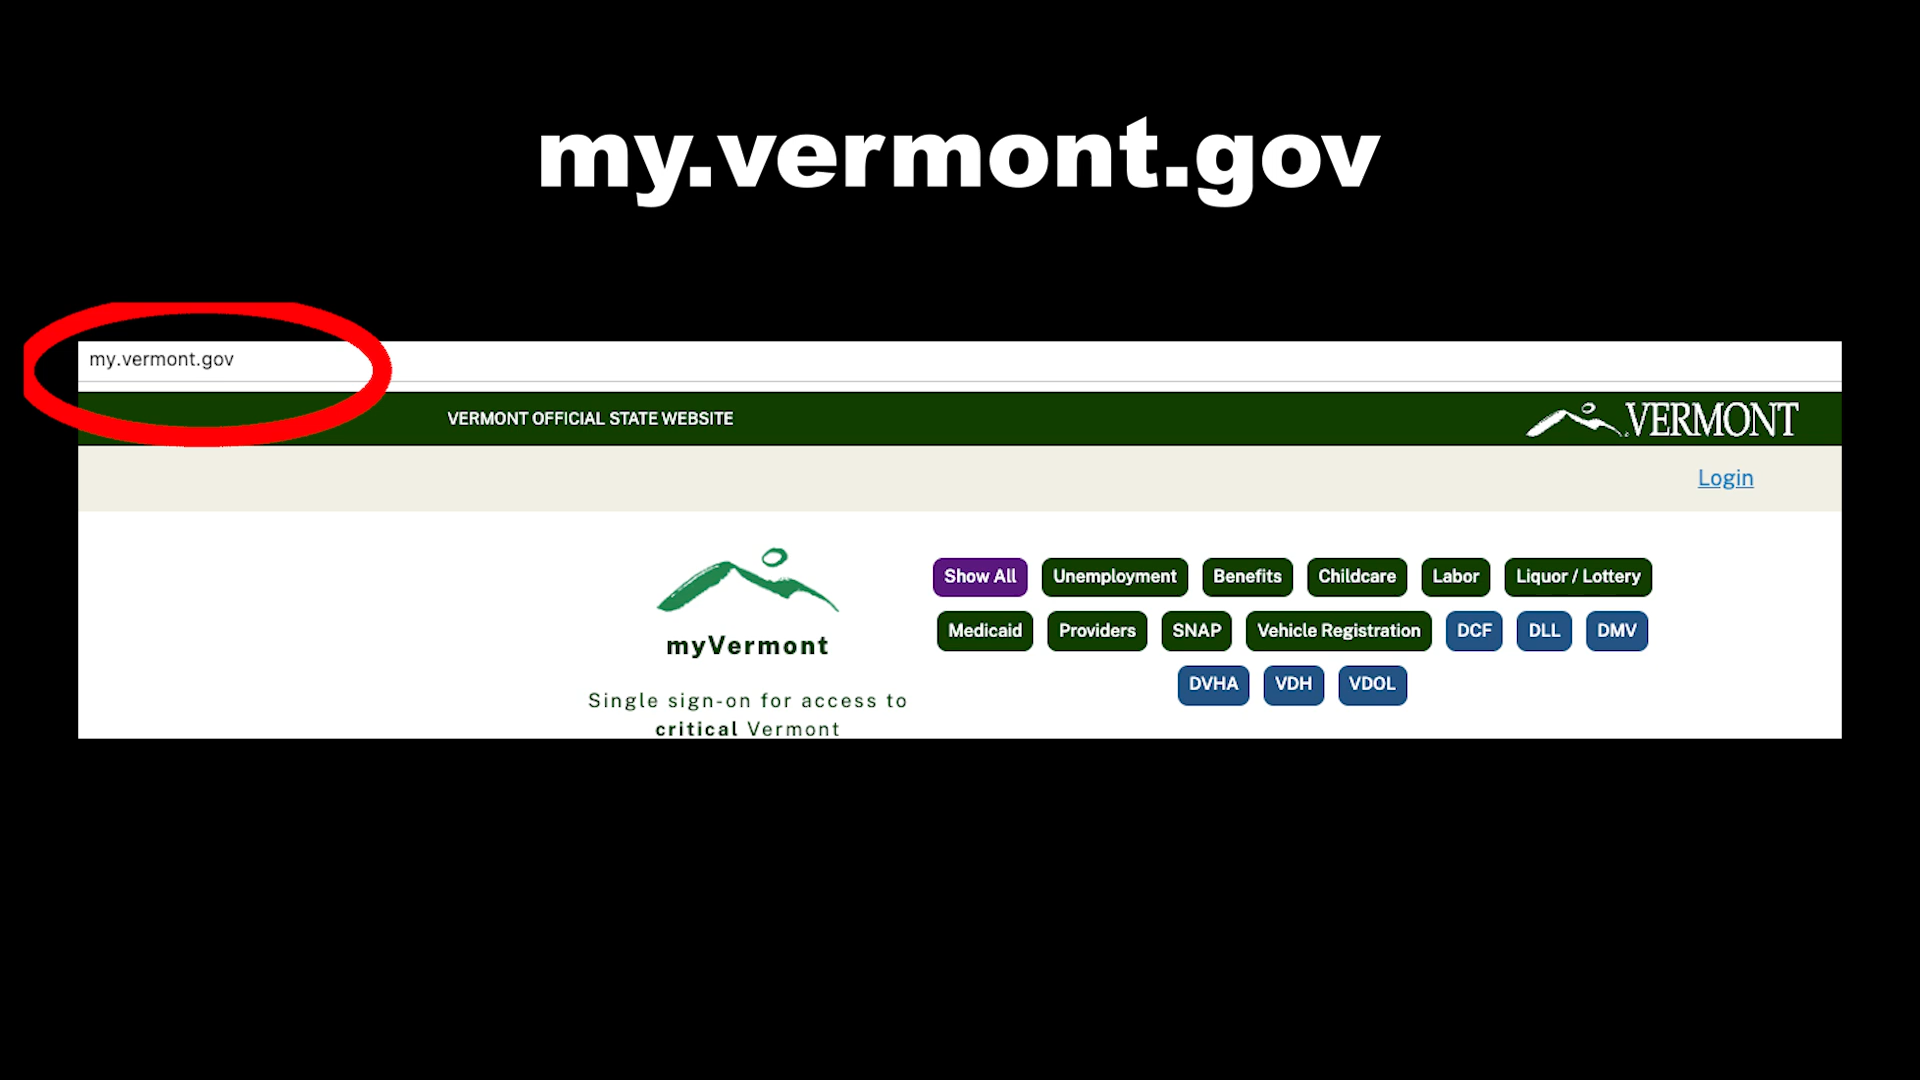 my.vermont.gov
my.vermont.gov
VERMONT OFFICIAL STATE WEBSITE
VERMONT
Login
myVermont
Single sign-on for access to
critical Vermont
Show All Unemployment Benefits Childcare Labor Liquor / Lottery
Medicaid Providers SNAP Vehicle Registration DCF DLL DMV
DVHA VDH VDOL